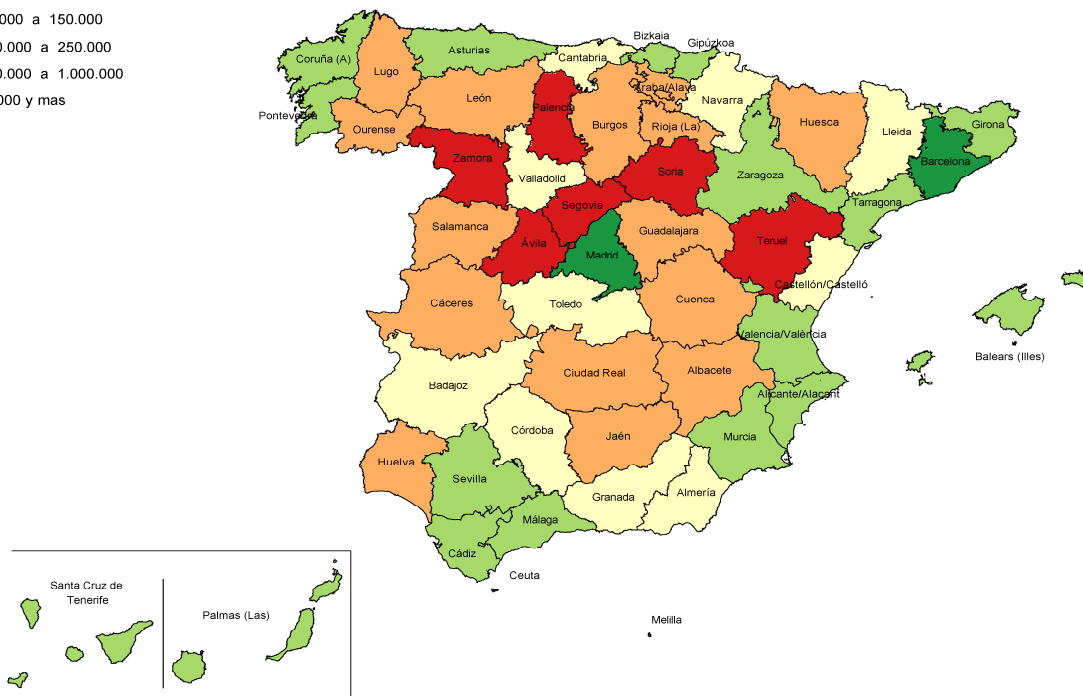 000 a 150.000
0.000 a 250.000
0.000 a 1.000.000
000 y mas
Bizkaia
Gipúzkoa
Coruña (A)
Asturias
Cantabria
Lugo
León
Palencia
Araba/Alava
Navarra
Huesca
Lleida
Girona
Pontevedra
Ourense
Burgos
Rioja (La)
Barcelona
Zamora
Valladolid
Soria
Zaragoza
Tarragona
Segovia
Salamanca
Ávila
Madrid
Guadalajara
Teruel
Castellón/Castelló
Cáceres
Toledo
Cuenca
Valencia/València
Balears (Illes)
Badajoz
Ciudad Real
Albacete
Alicante/Alacant
Córdoba
Jaén
Murcia
Huelva
Sevilla
Granada
Almería
Málaga
Cádiz
Ceuta
Melilla
Santa Cruz de
Tenerife
Palmas (Las)